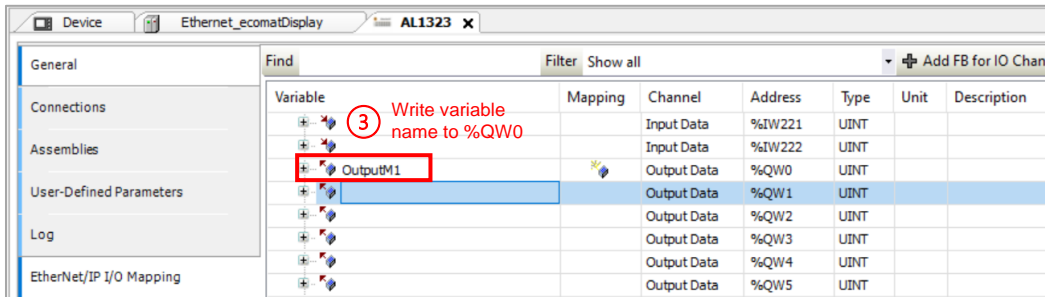 Device Ethernet_ecomatDisplay AL1323 x
General
Connections
Assemblies
User-Defined Parameters
Log
EtherNet/IP I/O Mapping
Find Filter Show all Add FB for IO Chan
Variable Mapping Channel Address Type Unit Description
3 Write variable
name to %QW0
Input Data %IW221 UINT
Input Data %IW222 UINT
OutputM1 Output Data %QW0 UINT
Output Data %QW1 UINT
Output Data %QW2 UINT
Output Data %QW3 UINT
Output Data %QW4 UINT
Output Data %QW5 UINT